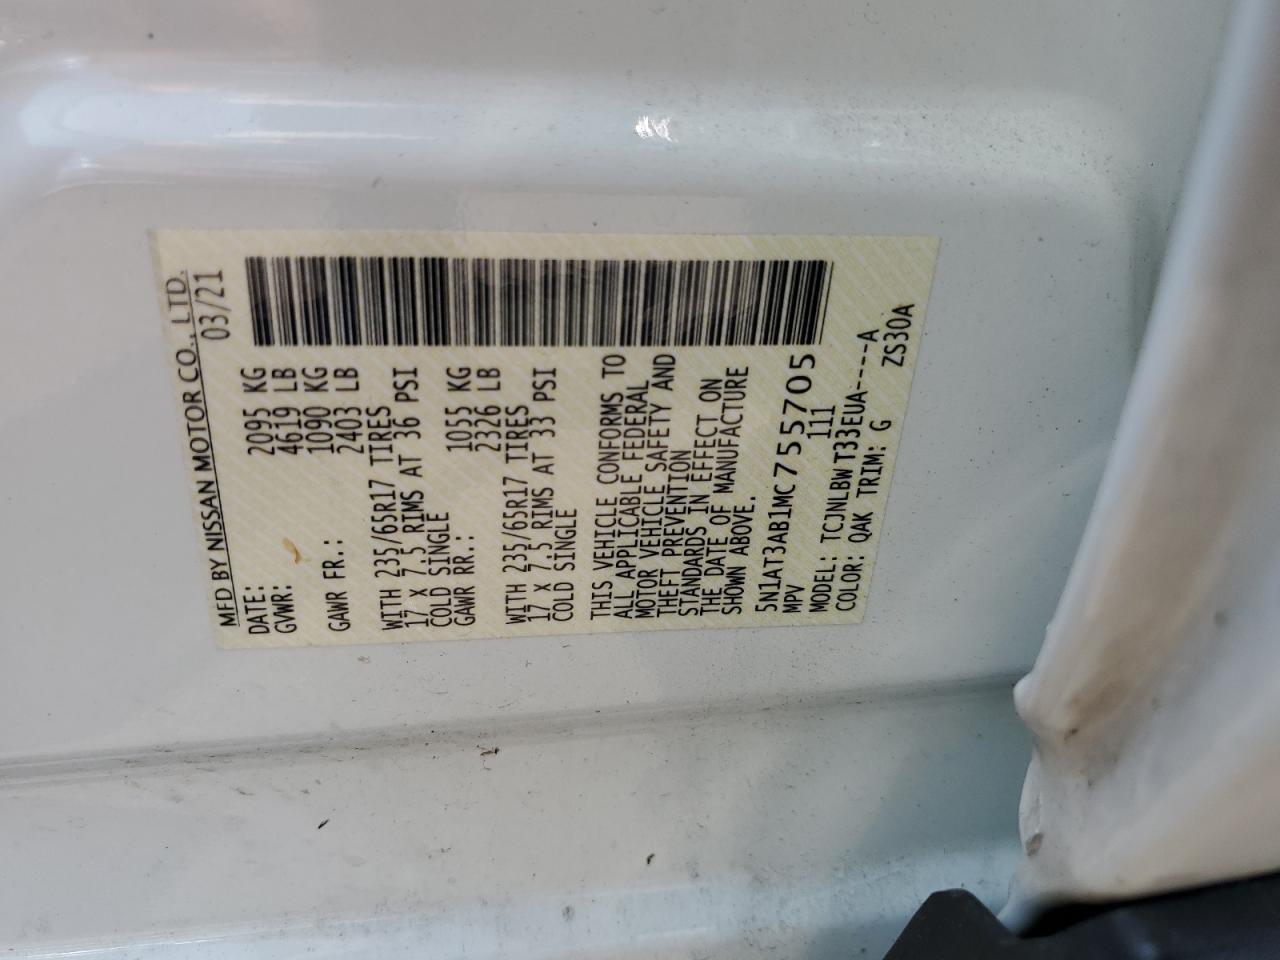 MFD BY NISSAN MOTOR CO., LTD.
DATE: 03/21
GVWR: 2095 KG
4619 LB
GAWR FR.: 1090 KG
2403 LB
WITH 235/65R17 TIRES
17 X 7.5 RIMS AT 36 PSI
COLD SINGLE
GAWR RR.: 1055 KG
2326 LB
WITH 235/65R17 TIRES
17 X 7.5 RIMS AT 33 PSI
COLD SINGLE
THIS VEHICLE CONFORMS TO
ALL APPLICABLE FEDERAL
MOTOR VEHICLE SAFETY AND
THEFT PREVENTION
STANDARDS IN EFFECT ON
THE DATE OF MANUFACTURE
SHOWN ABOVE.
5N1AT3AB1MC755705
MPV 111
MODEL: TCJNLBW T33EUA----A
COLOR: QAK TRIM: G ZS30A